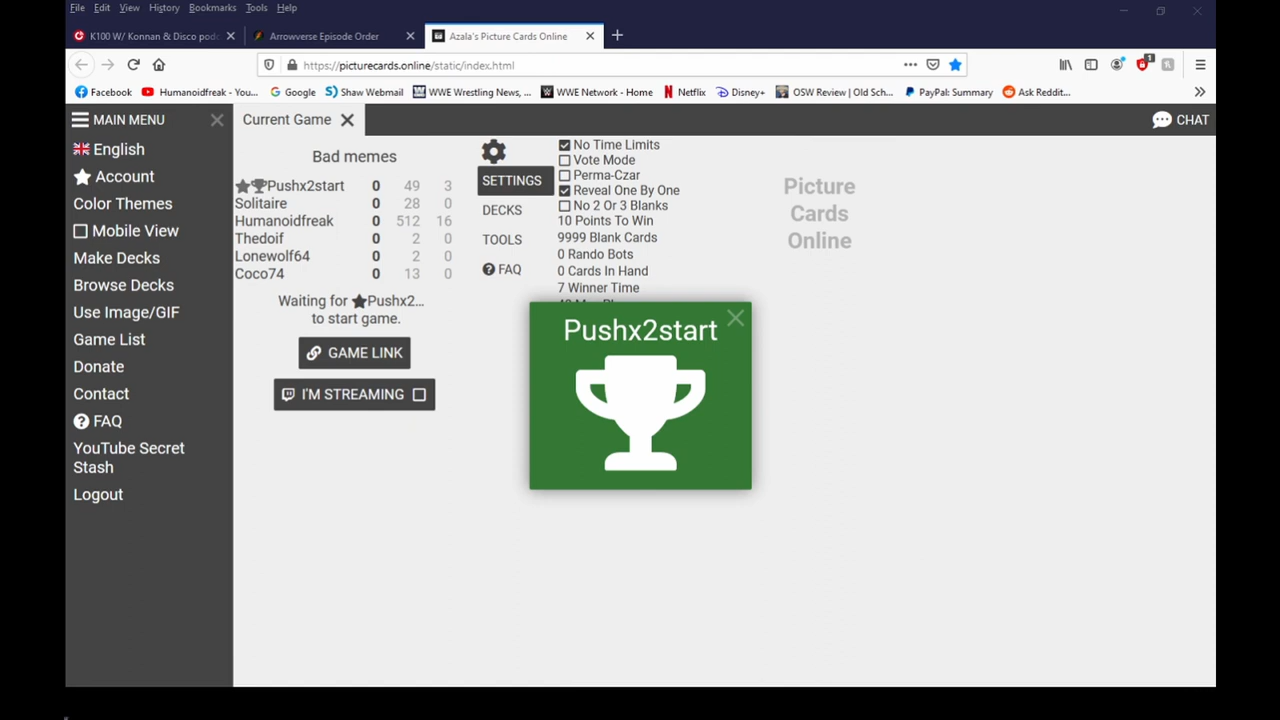 File Edit View History Bookmarks Tools Help
K100 W/ Konnan & Disco podc
Arrowverse Episode Order
Azala's Picture Cards Online
https://picturecards.online/static/index.html
1
Facebook Humanoidfreak - You... Google Shaw Webmail WWE Wrestling News, ... WWE Network - Home Netflix Disney+ OSW Review | Old Sch... PayPal: Summary Ask Reddit...
MAIN MENU
English
Account
Color Themes
Mobile View
Make Decks
Browse Decks
Use Image/GIF
Game List
Donate
Contact
FAQ
YouTube Secret
Stash
Logout
Current Game
CHAT
Bad memes
Pushx2start 0 49 3
Solitaire 0 28 0
Humanoidfreak 0 512 16
Thedoif 0 2 0
Lonewolf64 0 2 0
Coco74 0 13 0
Waiting for Pushx2...
to start game.
GAME LINK
I'M STREAMING
SETTINGS
DECKS
TOOLS
FAQ
No Time Limits
Vote Mode
Perma-Czar
Reveal One By One
No 2 Or 3 Blanks
10 Points To Win
9999 Blank Cards
0 Rando Bots
0 Cards In Hand
7 Winner Time
Picture
Cards
Online
Pushx2start